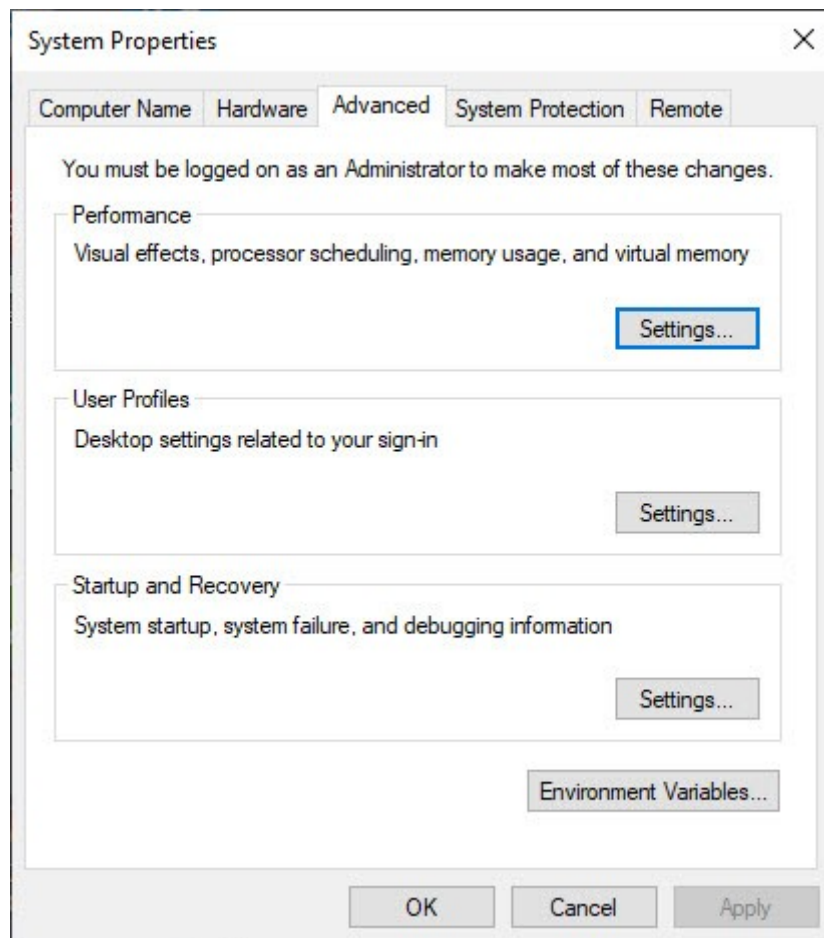 System Properties
Computer Name Hardware Advanced System Protection Remote
You must be logged on as an Administrator to make most of these changes.
Performance
Visual effects, processor scheduling, memory usage, and virtual memory
Settings...
User Profiles
Desktop settings related to your sign-in
Settings...
Startup and Recovery
System startup, system failure, and debugging information
Settings...
Environment Variables...
OK Cancel Apply